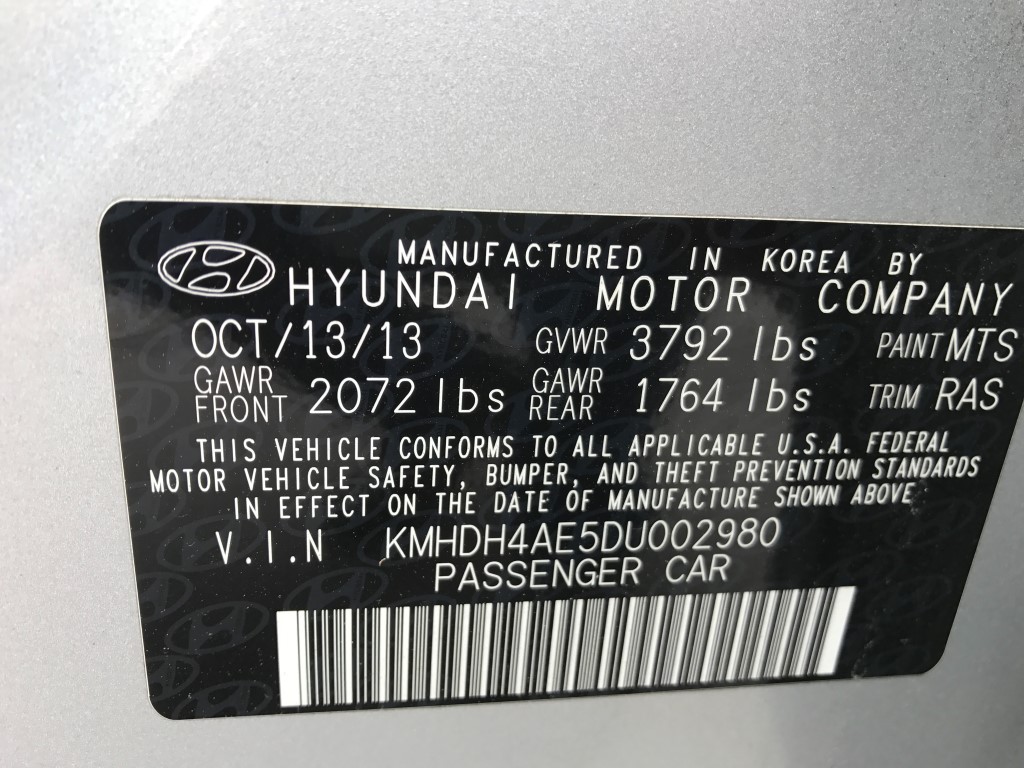 MANUFACTURED IN KOREA BY
HYUNDAI MOTOR COMPANY
OCT/13/13 GVWR 3792 lbs PAINT MTS
GAWR FRONT 2072 lbs GAWR REAR 1764 lbs TRIM RAS
THIS VEHICLE CONFORMS TO ALL APPLICABLE U.S.A. FEDERAL
MOTOR VEHICLE SAFETY, BUMPER, AND THEFT PREVENTION STANDARDS
IN EFFECT ON THE DATE OF MANUFACTURE SHOWN ABOVE
V.I.N KMHDH4AE5DU002980
PASSENGER CAR